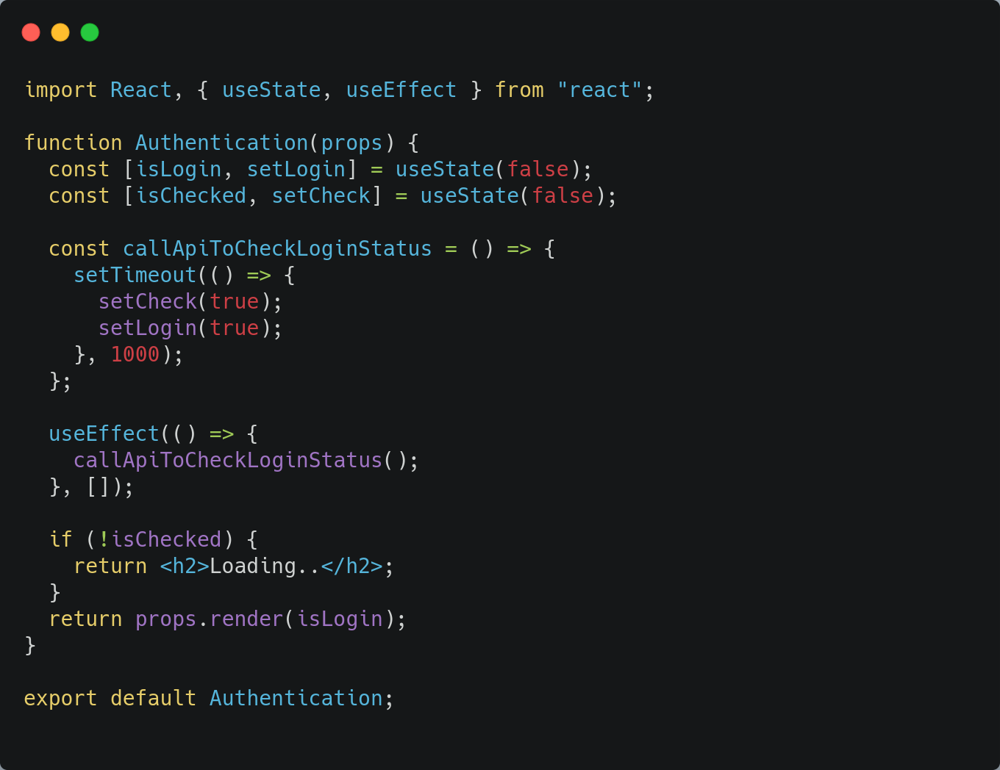 import React, { useState, useEffect } from "react";

function Authentication(props) {
  const [isLogin, setLogin] = useState(false);
  const [isChecked, setCheck] = useState(false);

  const callApiToCheckLoginStatus = () => {
    setTimeout(() => {
      setCheck(true);
      setLogin(true);
    }, 1000);
  };

  useEffect(() => {
    callApiToCheckLoginStatus();
  }, []);

  if (!isChecked) {
    return <h2>Loading..</h2>;
  }
  return props.render(isLogin);
}

export default Authentication;